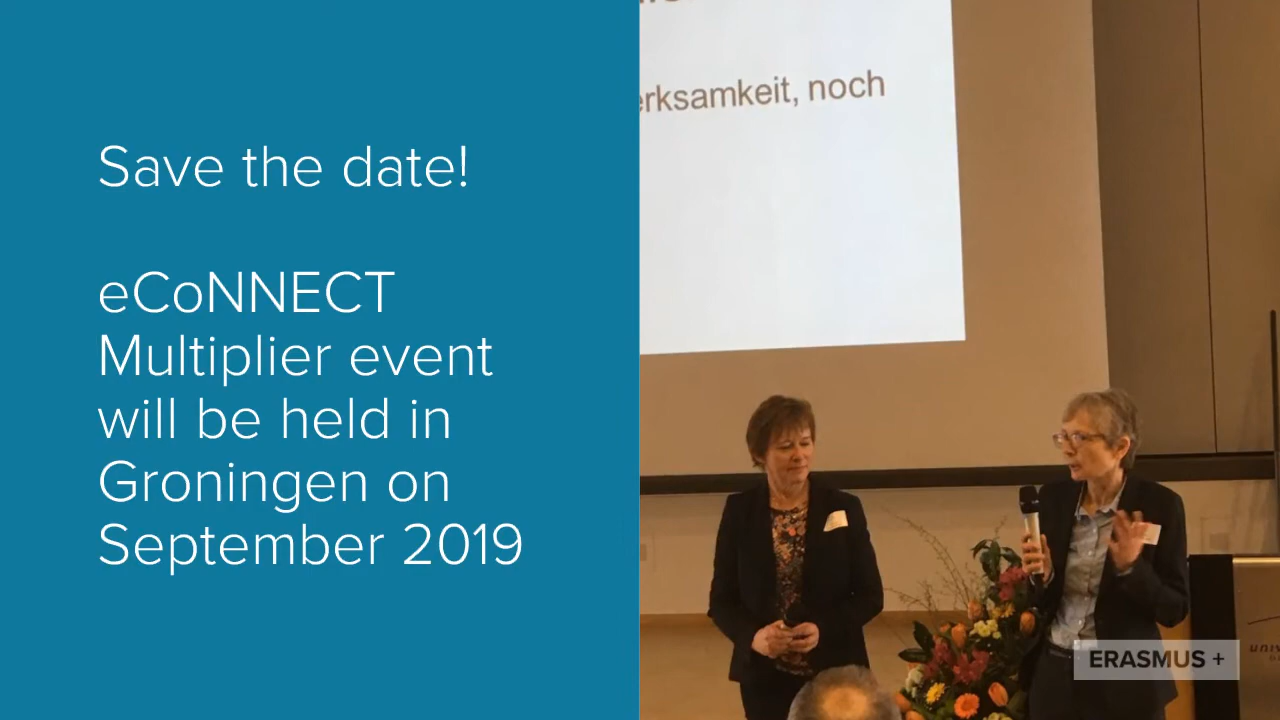 Save the date!
eCoNNECT
Multiplier event
will be held in
Groningen on
September 2019
erksamkeit, noch
ERASMUS +